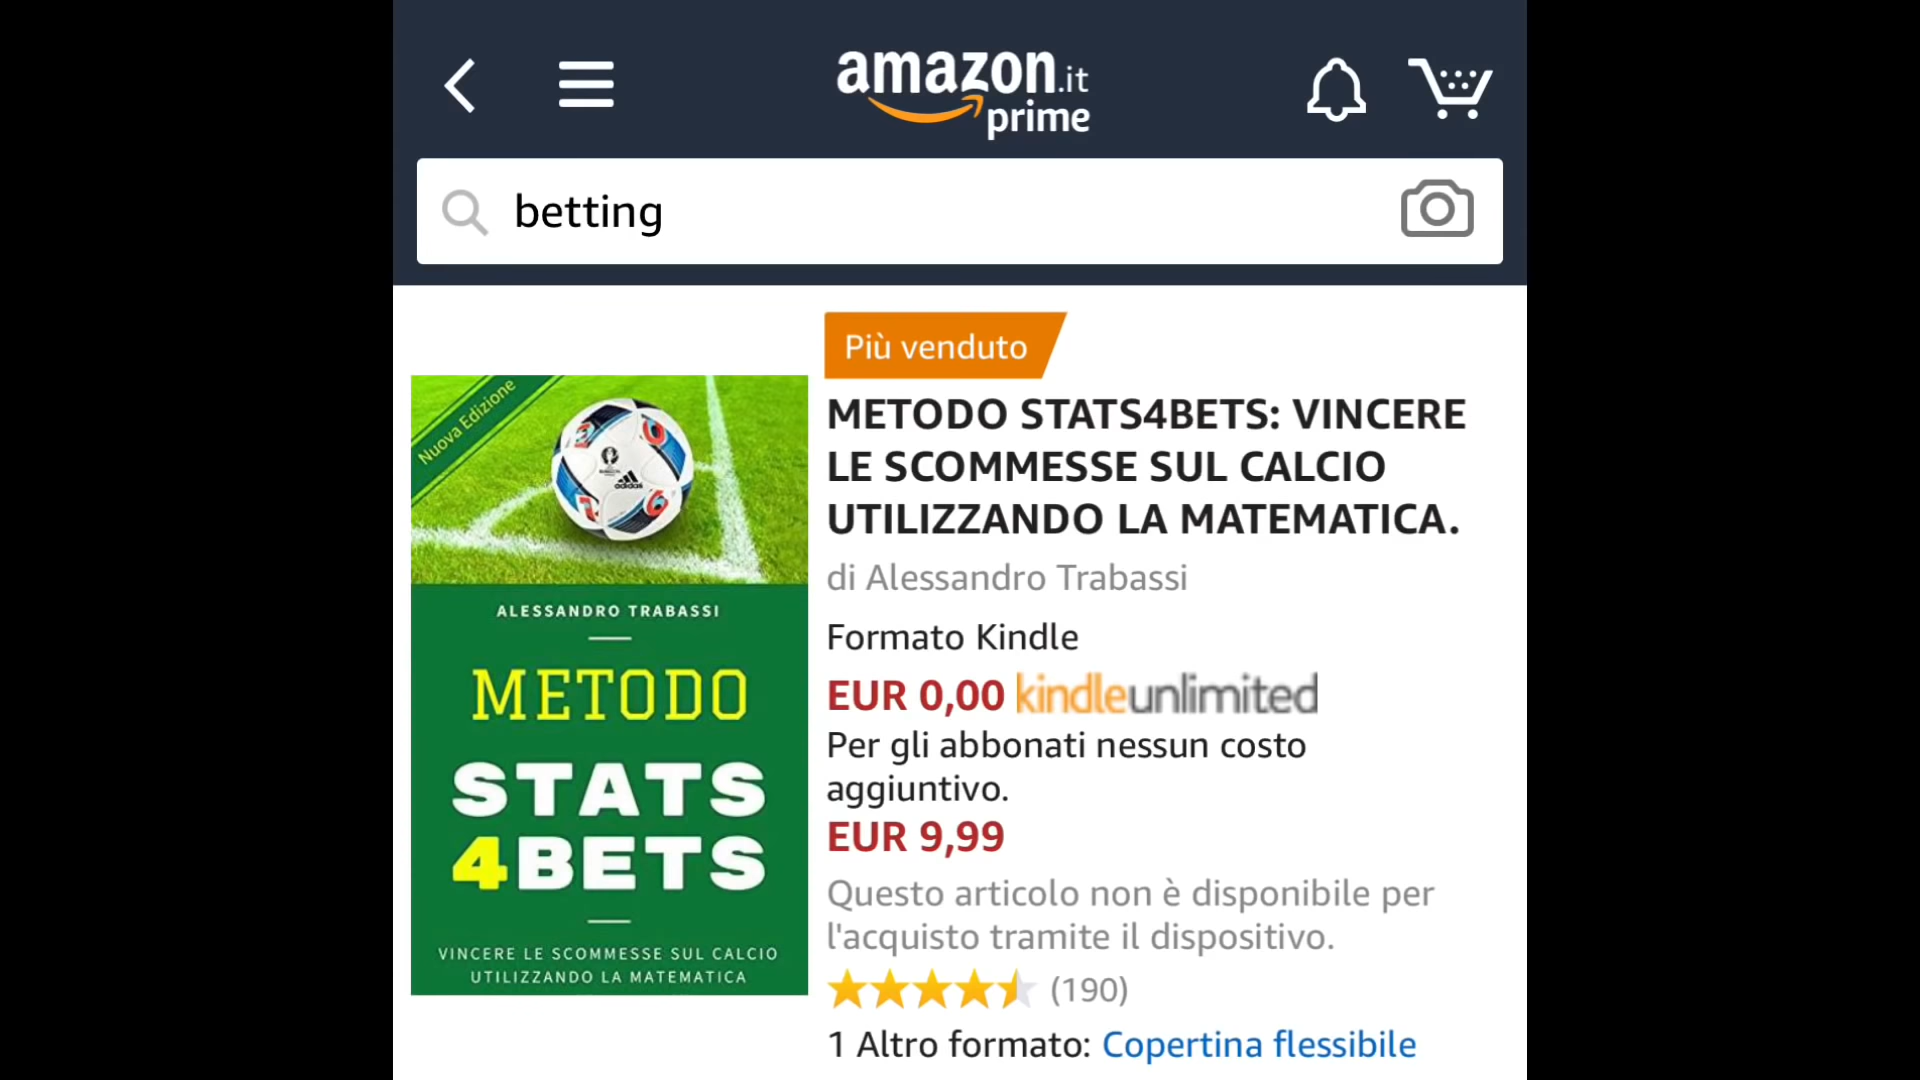 amazon.it
prime
betting
Più venduto
Nuova Edizione
adidas
ALESSANDRO TRABASSI
METODO
STATS
4BETS
VINCERE LE SCOMMESSE SUL CALCIO
UTILIZZANDO LA MATEMATICA
METODO STATS4BETS: VINCERE
LE SCOMMESSE SUL CALCIO
UTILIZZANDO LA MATEMATICA.
di Alessandro Trabassi
Formato Kindle
EUR 0,00 kindleunlimited
Per gli abbonati nessun costo
aggiuntivo.
EUR 9,99
Questo articolo non è disponibile per
l'acquisto tramite il dispositivo.
(190)
1 Altro formato: Copertina flessibile